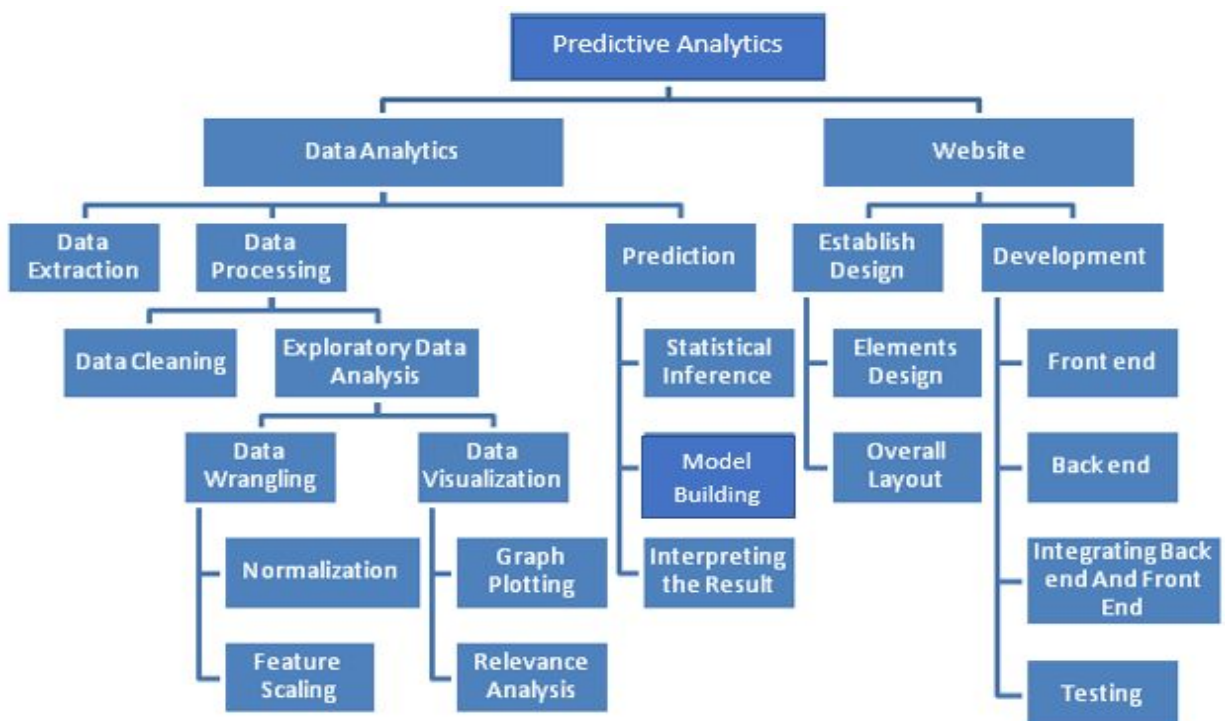 Predictive Analytics
Data Analytics
Website
Data
Extraction
Data
Processing
Prediction
Establish
Design
Development
Data Cleaning
Exploratory Data
Analysis
Statistical
Inference
Elements
Design
Front end
Data
Wrangling
Data
Visualization
Model
Building
Overall
Layout
Back end
Normalization
Graph
Plotting
Interpreting
the Result
Integrating Back
end And Front
End
Feature
Scaling
Relevance
Analysis
Testing